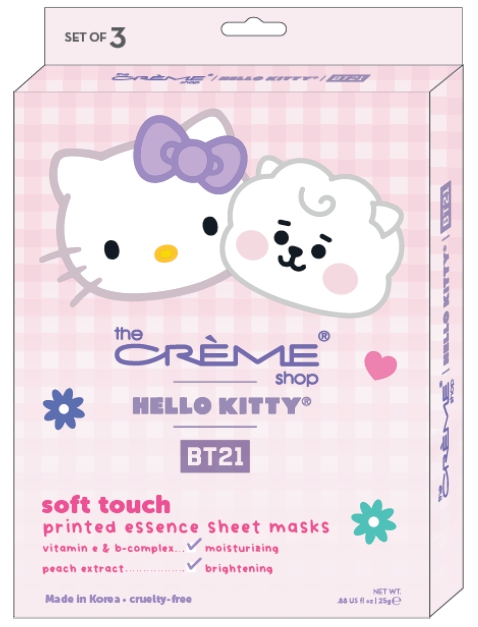 SET OF 3
the CRÈME shop® | HELLO KITTY® | BT21
the
CRÈME®
shop
HELLO KITTY®
BT21
soft touch
printed essence sheet masks
vitamin e & b-complex... ✓ moisturizing
peach extract............... ✓ brightening
Made in Korea • cruelty-free
NET WT.
.88 US fl oz | 25g℮
the CRÈME® shop | HELLO KITTY® | BT21